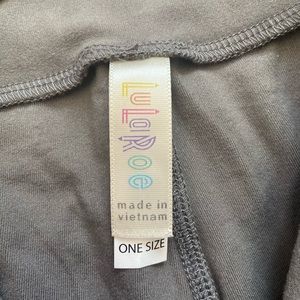 LuLaRoe
made in
vietnam
ONE SIZE